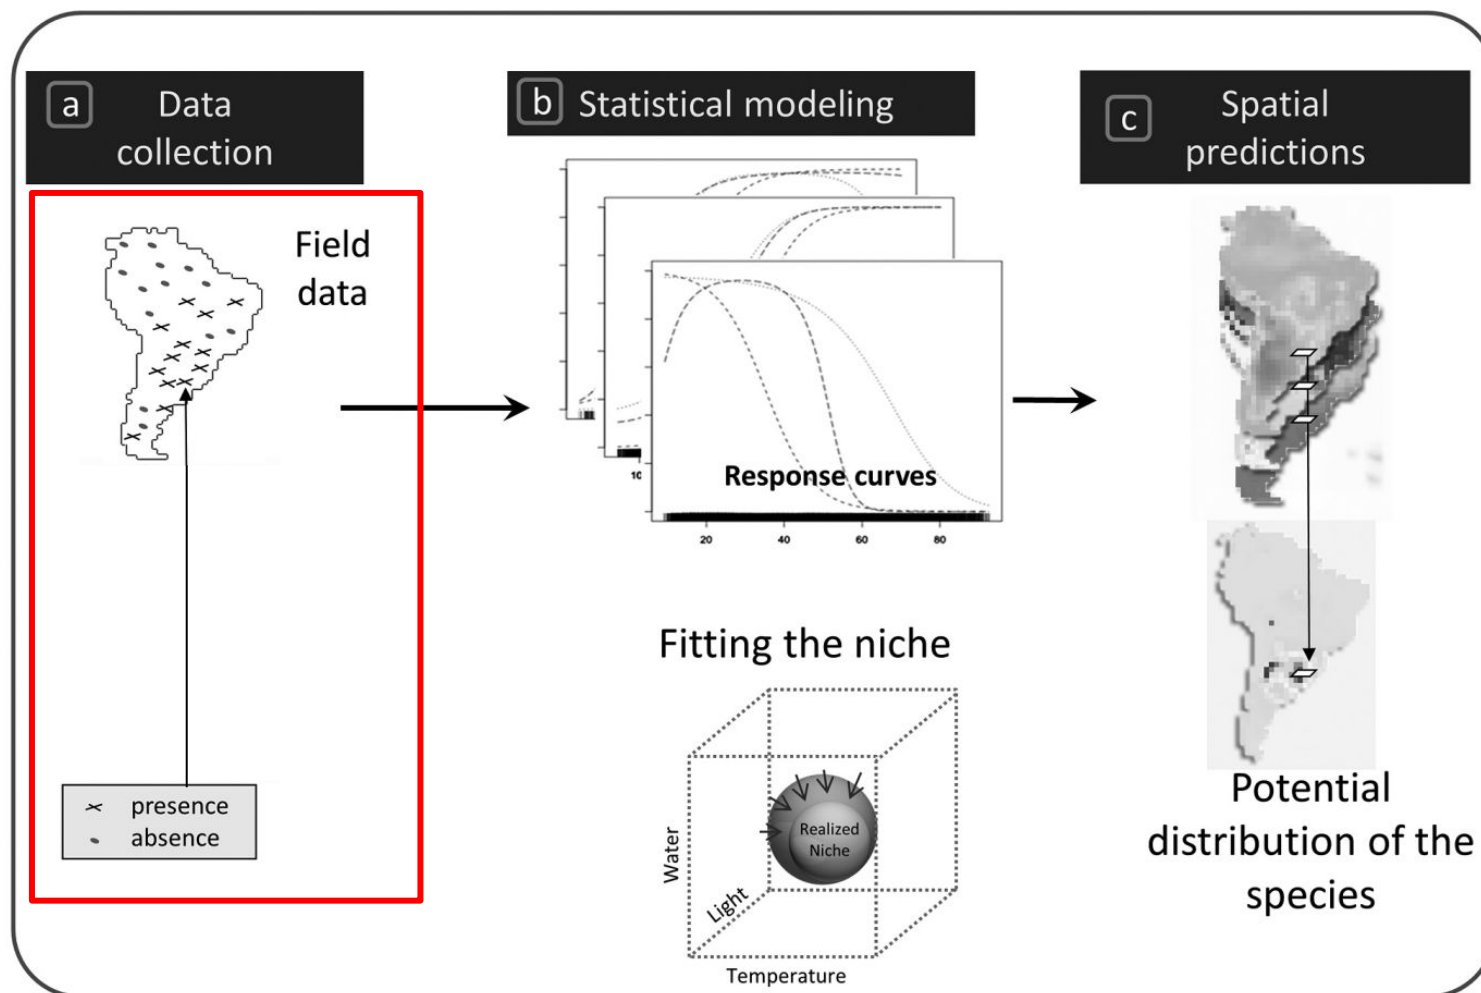 a
Data
collection
Field
data
presence
absence
b
Statistical modeling
10
Response curves
20
40
60
80
Fitting the niche
Realized
Niche
Water
Light
Temperature
c
Spatial
predictions
Potential
distribution of the
species